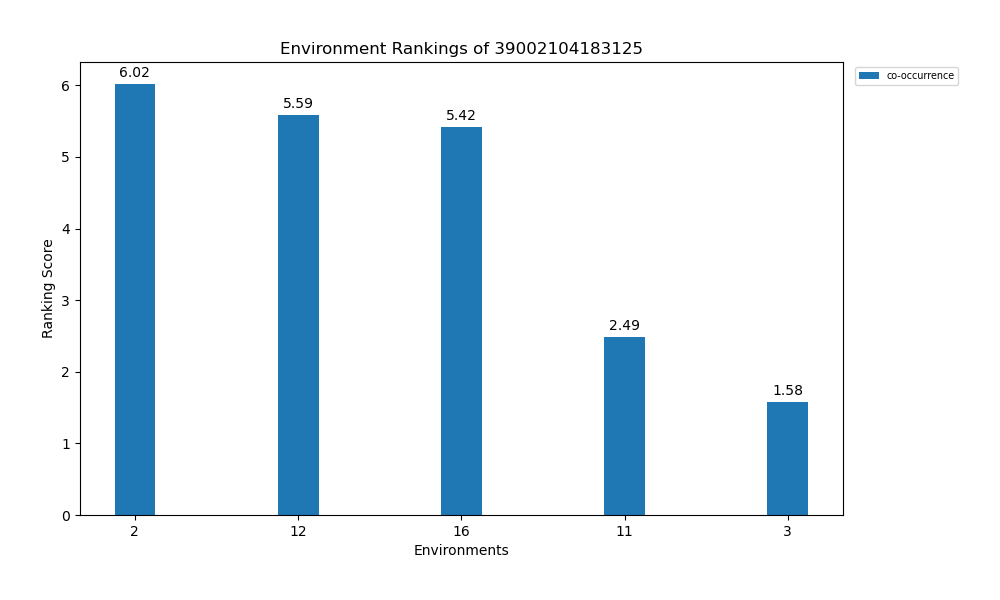 Environment Rankings of 39002104183125
co-occurrence
6.02
5.59
5.42
2.49
1.58
Ranking Score
6
5
4
3
2
1
0
2 12 16 11 3
Environments